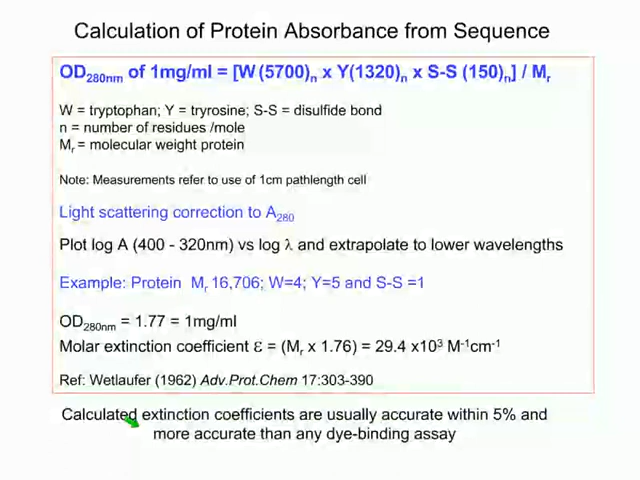 Calculation of Protein Absorbance from Sequence
OD280nm of 1mg/ml = [W (5700)n x Y(1320)n x S-S (150)n] / Mr
W = tryptophan; Y = tryrosine; S-S = disulfide bond
n = number of residues /mole
Mr = molecular weight protein
Note: Measurements refer to use of 1cm pathlength cell
Light scattering correction to A280
Plot log A (400 - 320nm) vs log λ and extrapolate to lower wavelengths
Example: Protein Mr 16,706; W=4; Y=5 and S-S =1
OD280nm = 1.77 = 1mg/ml
Molar extinction coefficient ε = (Mr x 1.76) = 29.4 x10³ M⁻¹cm⁻¹
Ref: Wetlaufer (1962) Adv.Prot.Chem 17:303-390
Calculated extinction coefficients are usually accurate within 5% and
more accurate than any dye-binding assay